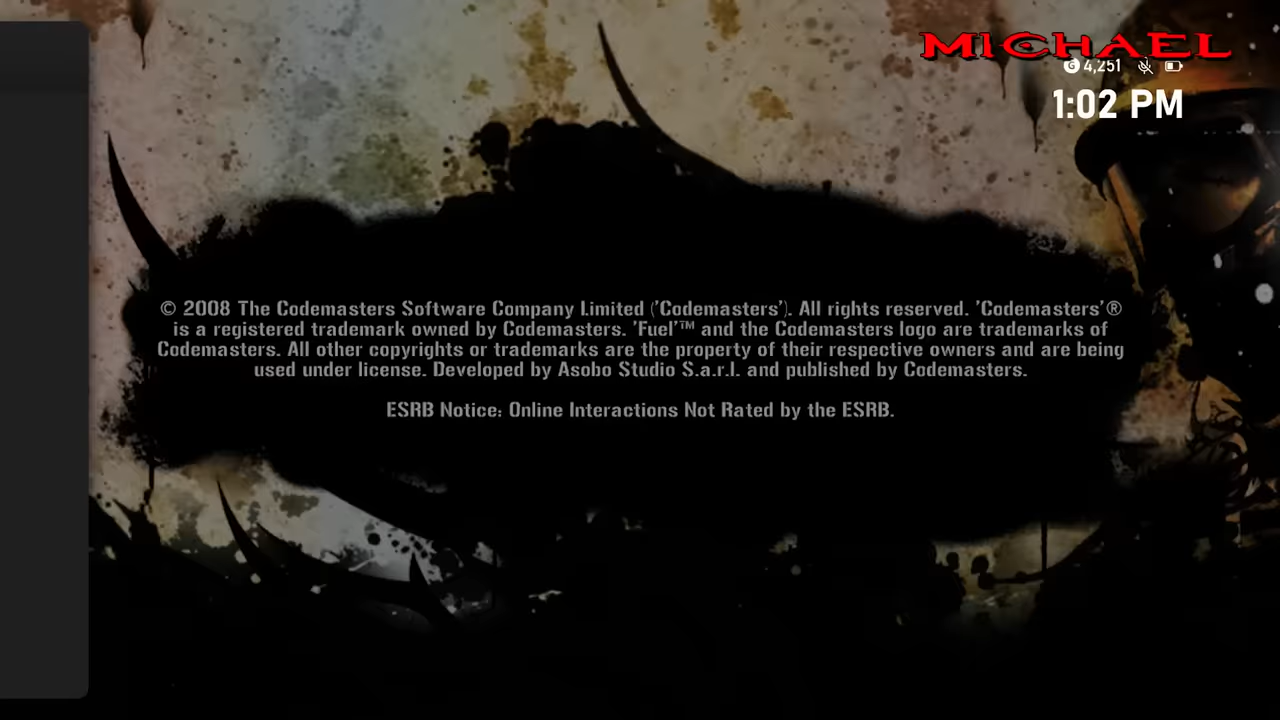 MICHAEL
G 4,251
1:02 PM
© 2008 The Codemasters Software Company Limited ('Codemasters'). All rights reserved. 'Codemasters'®
is a registered trademark owned by Codemasters. 'Fuel'™ and the Codemasters logo are trademarks of
Codemasters. All other copyrights or trademarks are the property of their respective owners and are being
used under license. Developed by Asobo Studio S.a.r.l. and published by Codemasters.
ESRB Notice: Online Interactions Not Rated by the ESRB.